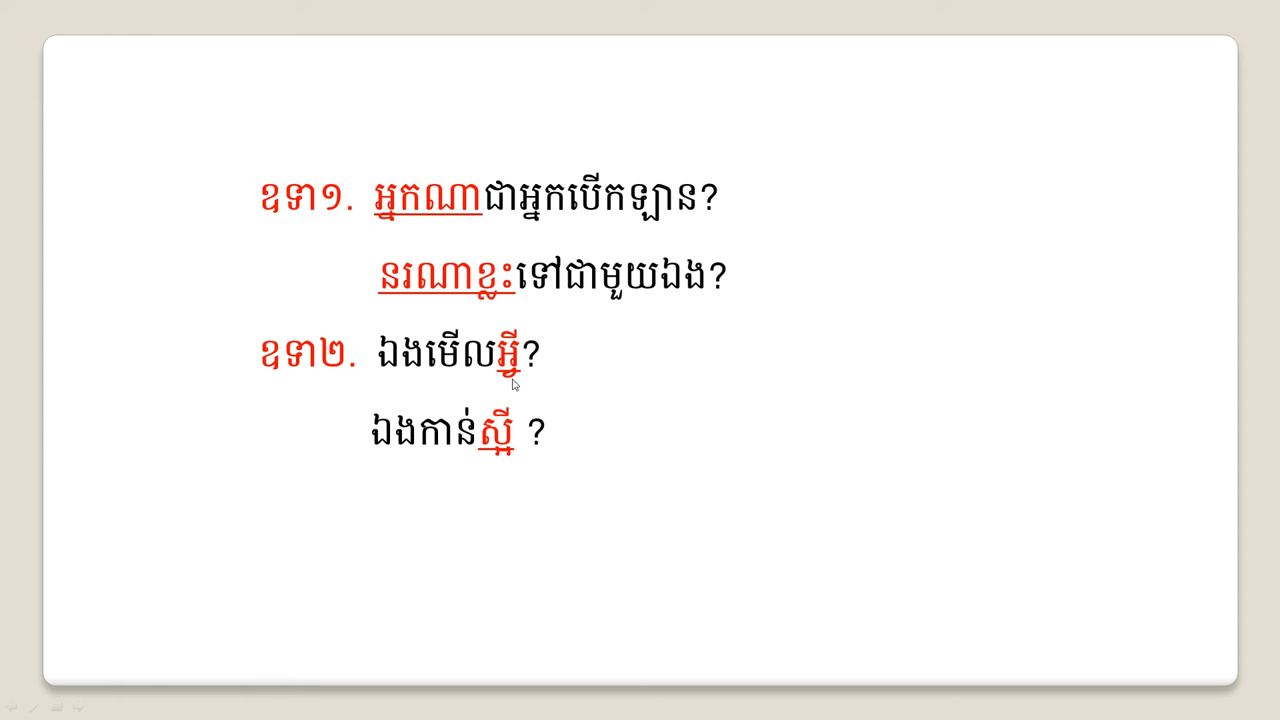 ឧទា១. អ្នកណាជាអ្នកបើកឡាន?
នរណាខ្លះទៅជាមួយឯង?
ឧទា២. ឯងមើលអ្វី?
ឯងកាន់ស្មី ?